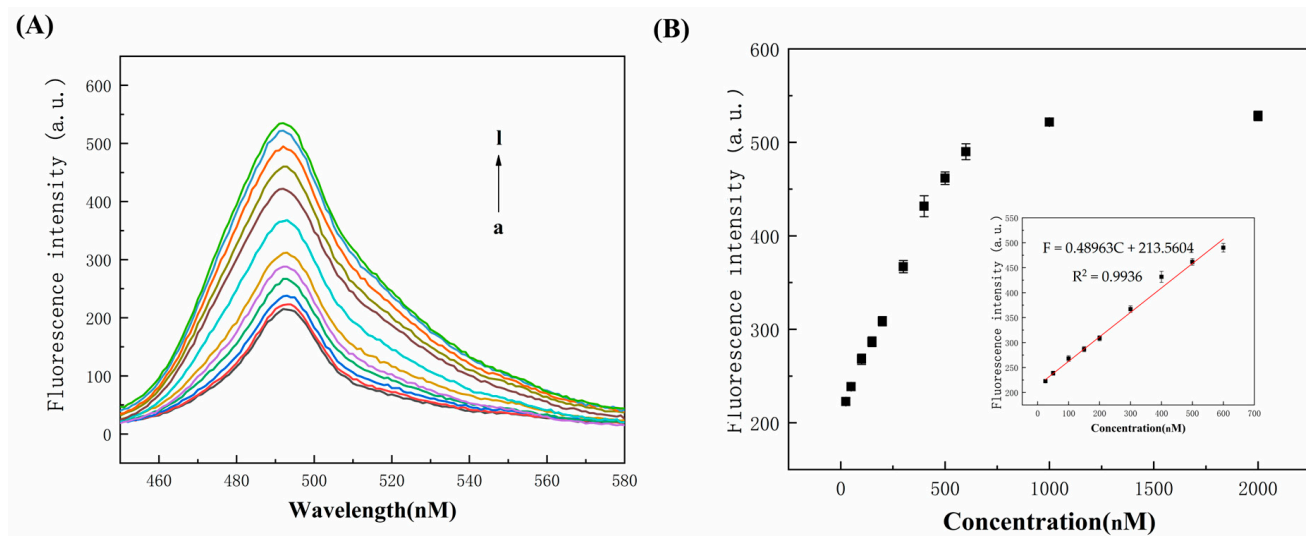 (A)
Fluorescence intensity (a.u.)
600
500
400
300
200
100
0
l
a
460 480 500 520 540 560 580
Wavelength(nM)
(B)
Fluorescence intensity (a.u.)
600
500
400
300
200
0 500 1000 1500 2000
Concentration(nM)
Fluorescence intensity (a.u.)
550
500
450
400
350
300
250
200
F = 0.48963C + 213.5604
R² = 0.9936
0 100 200 300 400 500 600 700
Concentration(nM)